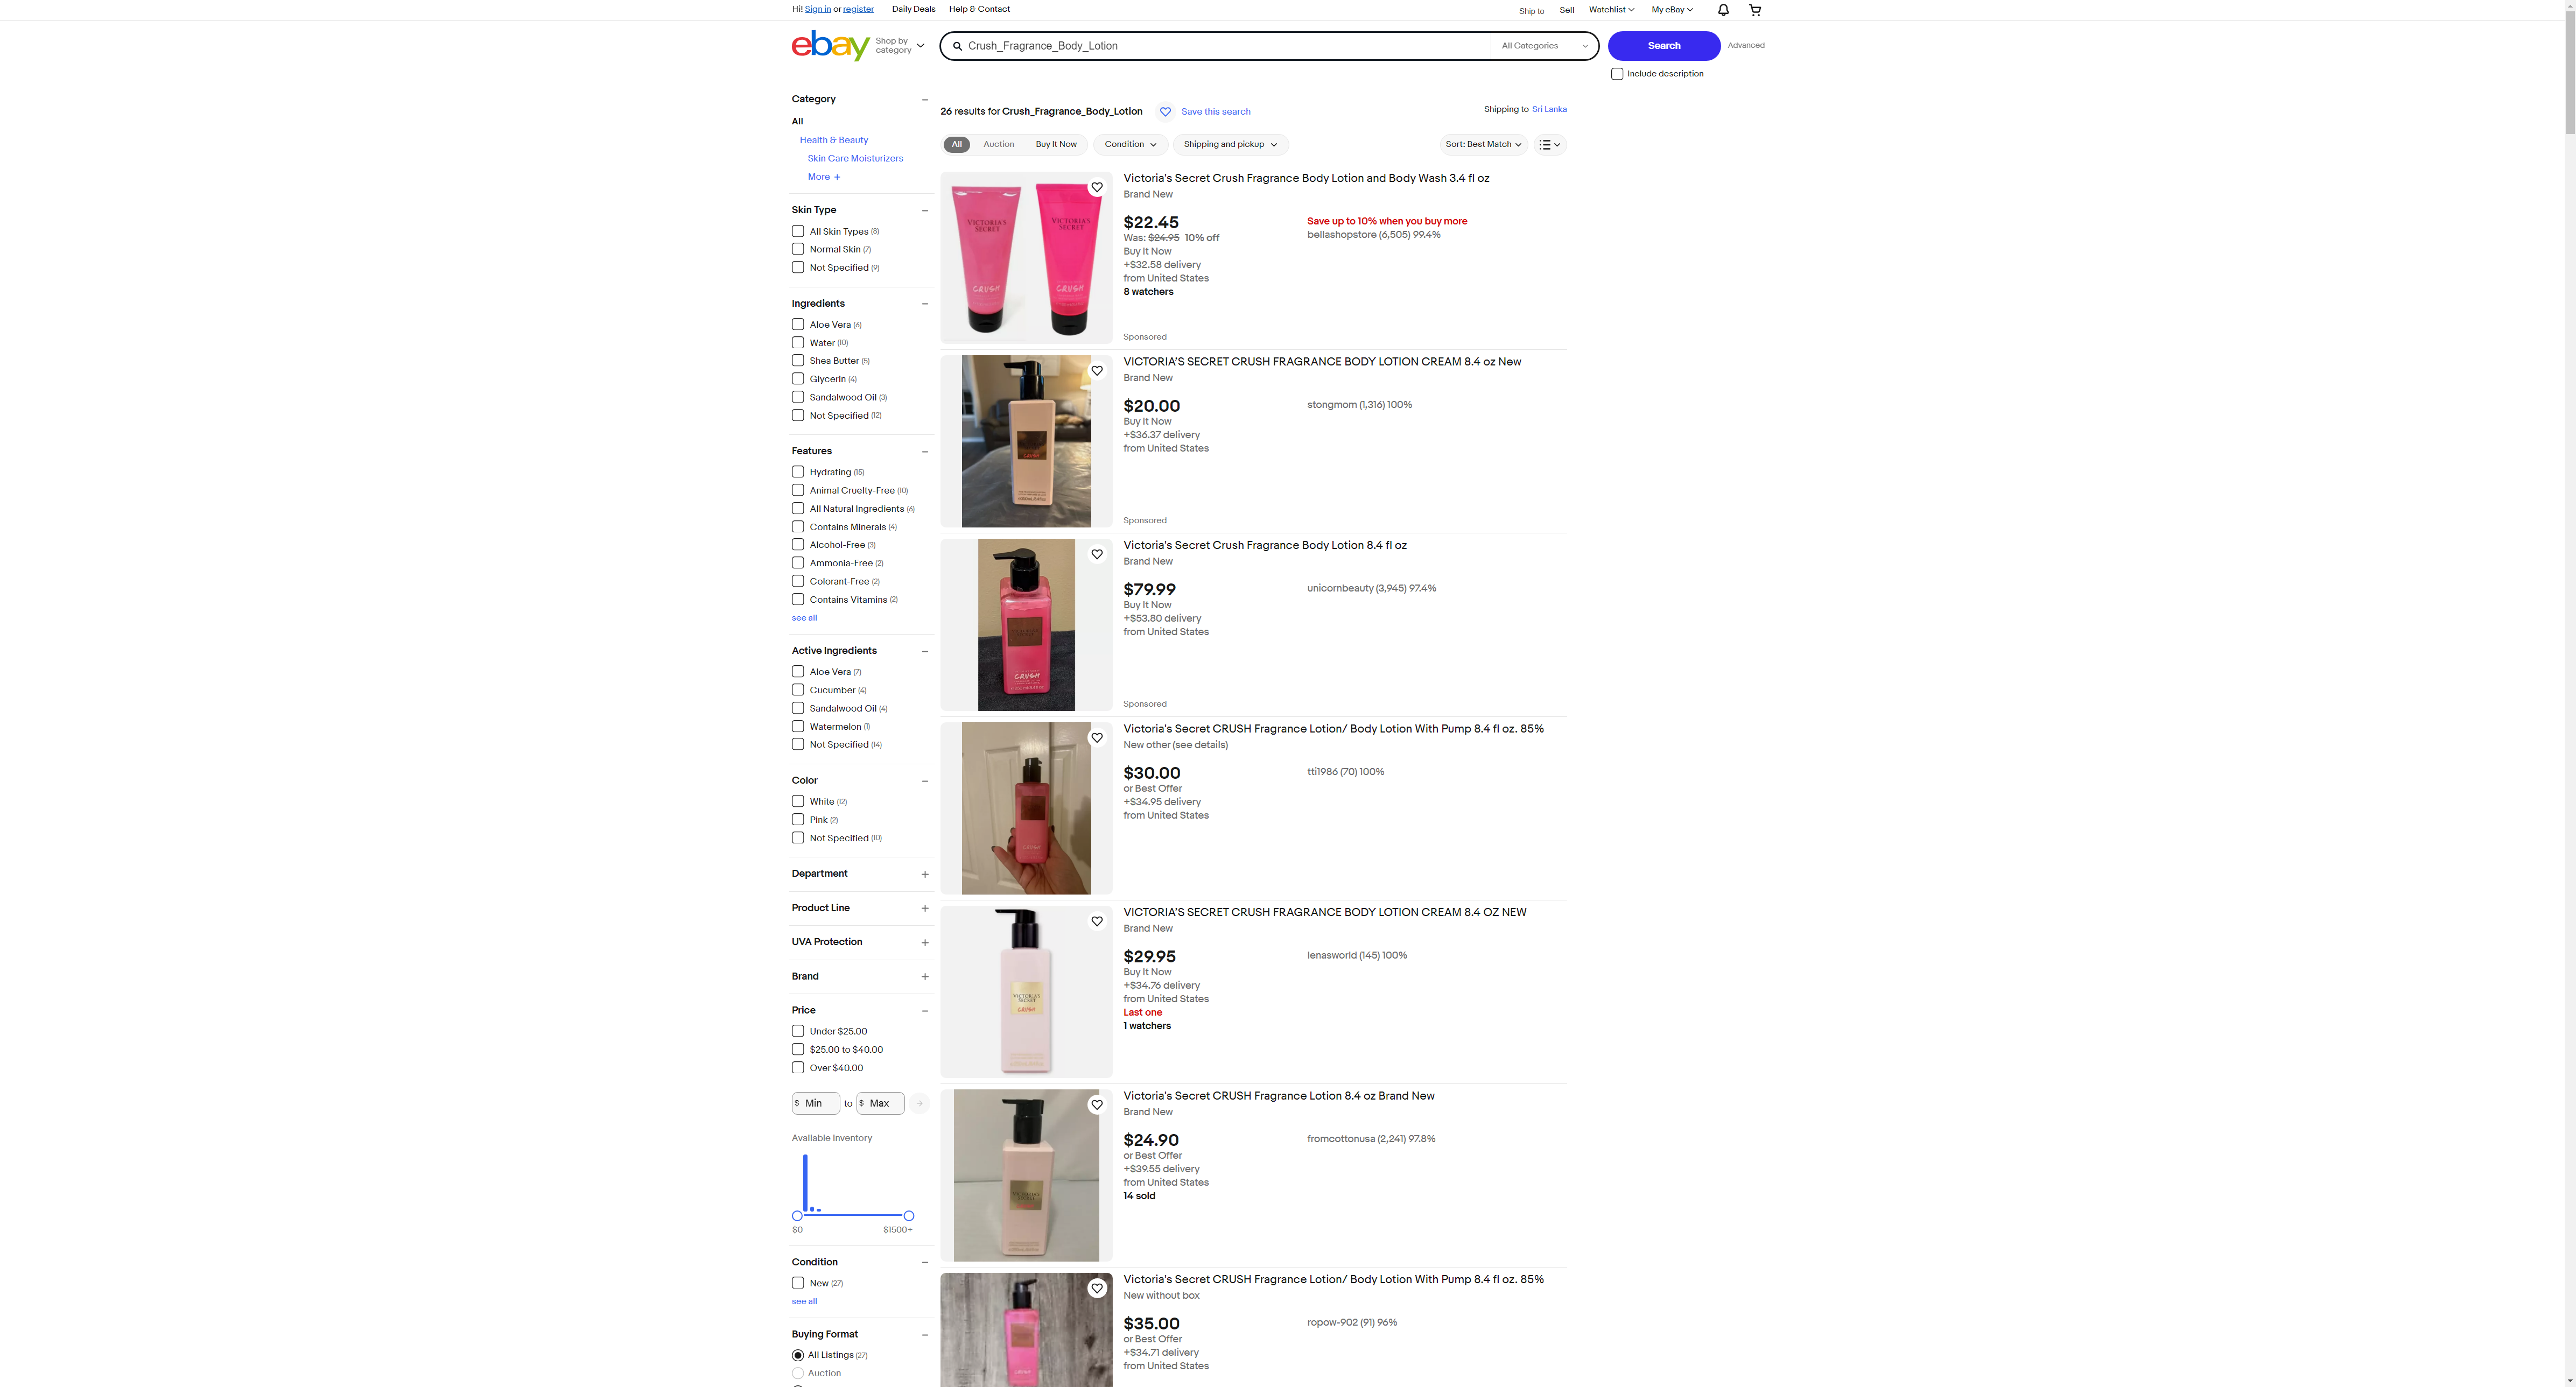 Hi! Sign in or register
Daily Deals
Help & Contact
Ship to
Sell
Watchlist
My eBay
ebay
Shop by
category
Crush_Fragrance_Body_Lotion
All Categories
Search
Advanced
Include description
Category
All
Health & Beauty
Skin Care Moisturizers
More +
Skin Type
All Skin Types (8)
Normal Skin (7)
Not Specified (9)
Ingredients
Aloe Vera (6)
Water (10)
Shea Butter (5)
Glycerin (4)
Sandalwood Oil (3)
Not Specified (12)
Features
Hydrating (15)
Animal Cruelty-Free (10)
All Natural Ingredients (6)
Contains Minerals (4)
Alcohol-Free (3)
Ammonia-Free (2)
Colorant-Free (2)
Contains Vitamins (2)
see all
Active Ingredients
Aloe Vera (7)
Cucumber (4)
Sandalwood Oil (4)
Watermelon (1)
Not Specified (14)
Color
White (12)
Pink (2)
Not Specified (10)
Department
Product Line
UVA Protection
Brand
Price
Under $25.00
$25.00 to $40.00
Over $40.00
$ Min to $ Max
Available inventory
$0 $1500+
Condition
New (27)
see all
Buying Format
All Listings (27)
Auction
26 results for Crush_Fragrance_Body_Lotion
Save this search
Shipping to Sri Lanka
All
Auction
Buy It Now
Condition
Shipping and pickup
Sort: Best Match
VICTORIA'S
SECRET
CRUSH
VICTORIA'S
SECRET
CRUSH
Victoria's Secret Crush Fragrance Body Lotion and Body Wash 3.4 fl oz
Brand New
$22.45
Was: $24.95 10% off
Buy It Now
+$32.58 delivery
from United States
8 watchers
Save up to 10% when you buy more
bellashopstore (6,505) 99.4%
Sponsored
VICTORIA'S SECRET CRUSH FRAGRANCE BODY LOTION CREAM 8.4 oz New
Brand New
$20.00
Buy It Now
+$36.37 delivery
from United States
stongmom (1,316) 100%
Sponsored
CRUSH
Victoria's Secret Crush Fragrance Body Lotion 8.4 fl oz
Brand New
$79.99
Buy It Now
+$53.80 delivery
from United States
unicornbeauty (3,945) 97.4%
Sponsored
Victoria's Secret CRUSH Fragrance Lotion/ Body Lotion With Pump 8.4 fl oz. 85%
New other (see details)
$30.00
or Best Offer
+$34.95 delivery
from United States
tti1986 (70) 100%
VICTORIA'S
SECRET
CRUSH
VICTORIA'S SECRET CRUSH FRAGRANCE BODY LOTION CREAM 8.4 OZ NEW
Brand New
$29.95
Buy It Now
+$34.76 delivery
from United States
Last one
1 watchers
lenasworld (145) 100%
Victoria's Secret CRUSH Fragrance Lotion 8.4 oz Brand New
Brand New
$24.90
or Best Offer
+$39.55 delivery
from United States
14 sold
fromcottonusa (2,241) 97.8%
Victoria's Secret CRUSH Fragrance Lotion/ Body Lotion With Pump 8.4 fl oz. 85%
New without box
$35.00
or Best Offer
+$34.71 delivery
from United States
ropow-902 (91) 96%